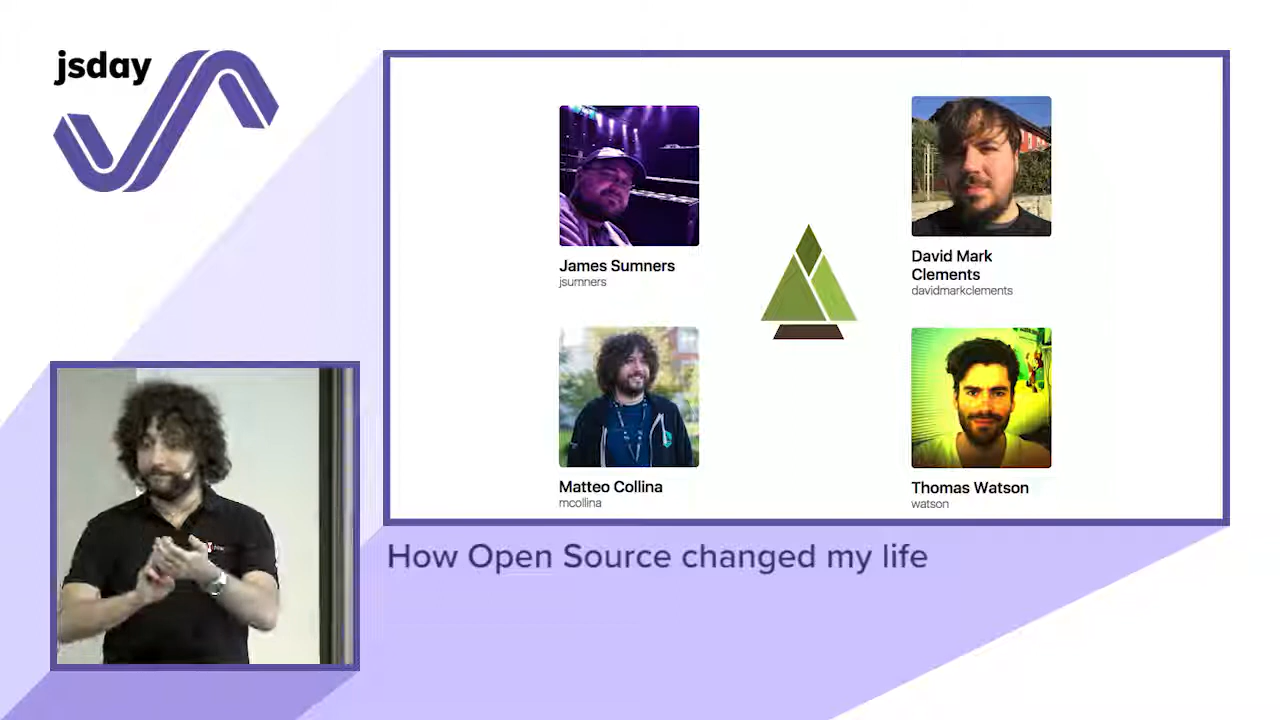 jsday
James Sumners
jsumners
David Mark
Clements
davidmarkclements
Matteo Collina
mcollina
Thomas Watson
watson
How Open Source changed my life